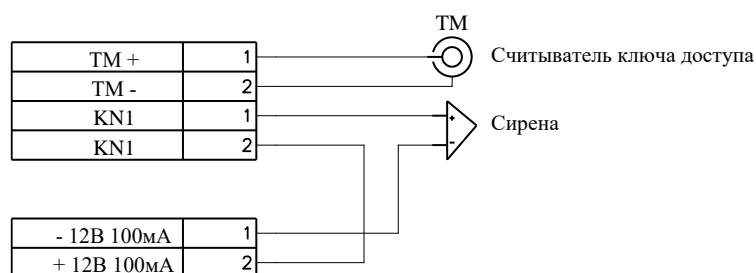 TM
TM + 1
Считыватель ключа доступа
TM - 2
KN1 1
+
Сирена
KN1 2
-
- 12В 100мА 1
+ 12В 100мА 2